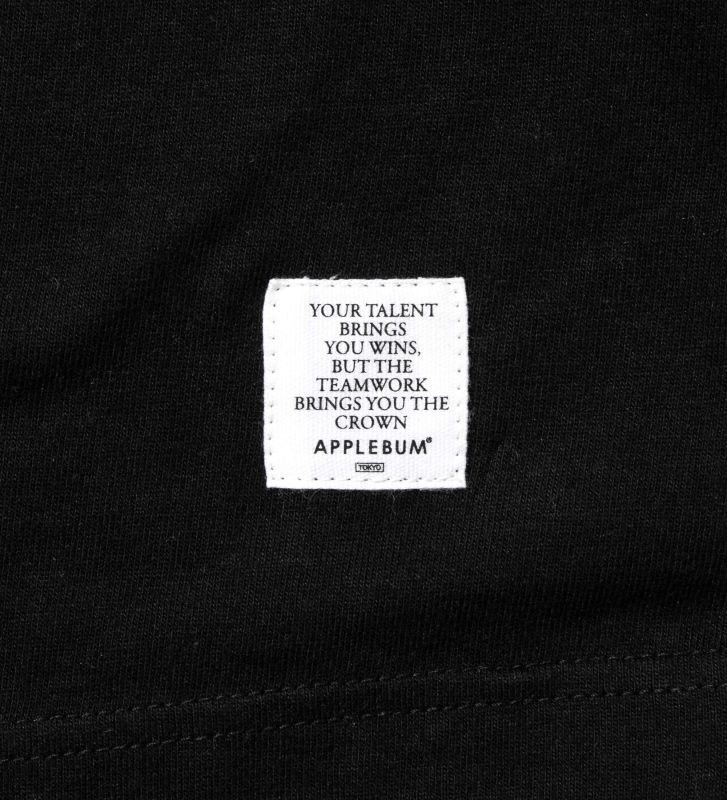 YOUR TALENT
BRINGS
YOU WINS,
BUT THE
TEAMWORK
BRINGS YOU THE
CROWN
APPLEBUM®
TOKYO